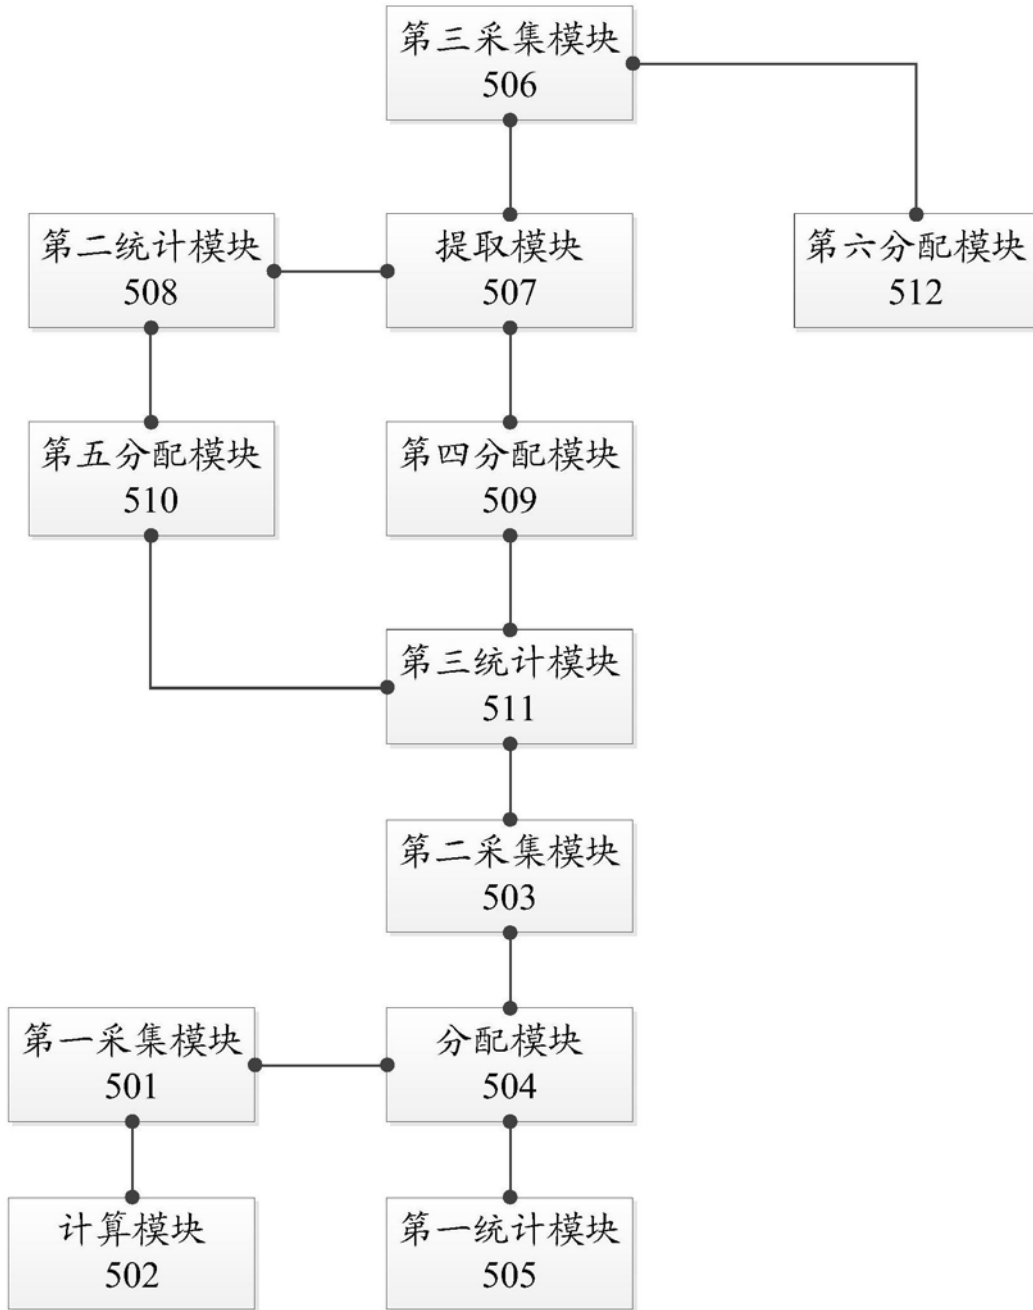 第三采集模块
506
第二统计模块
508
提取模块
507
第六分配模块
512
第五分配模块
510
第四分配模块
509
第三统计模块
511
第二采集模块
503
第一采集模块
501
分配模块
504
计算模块
502
第一统计模块
505